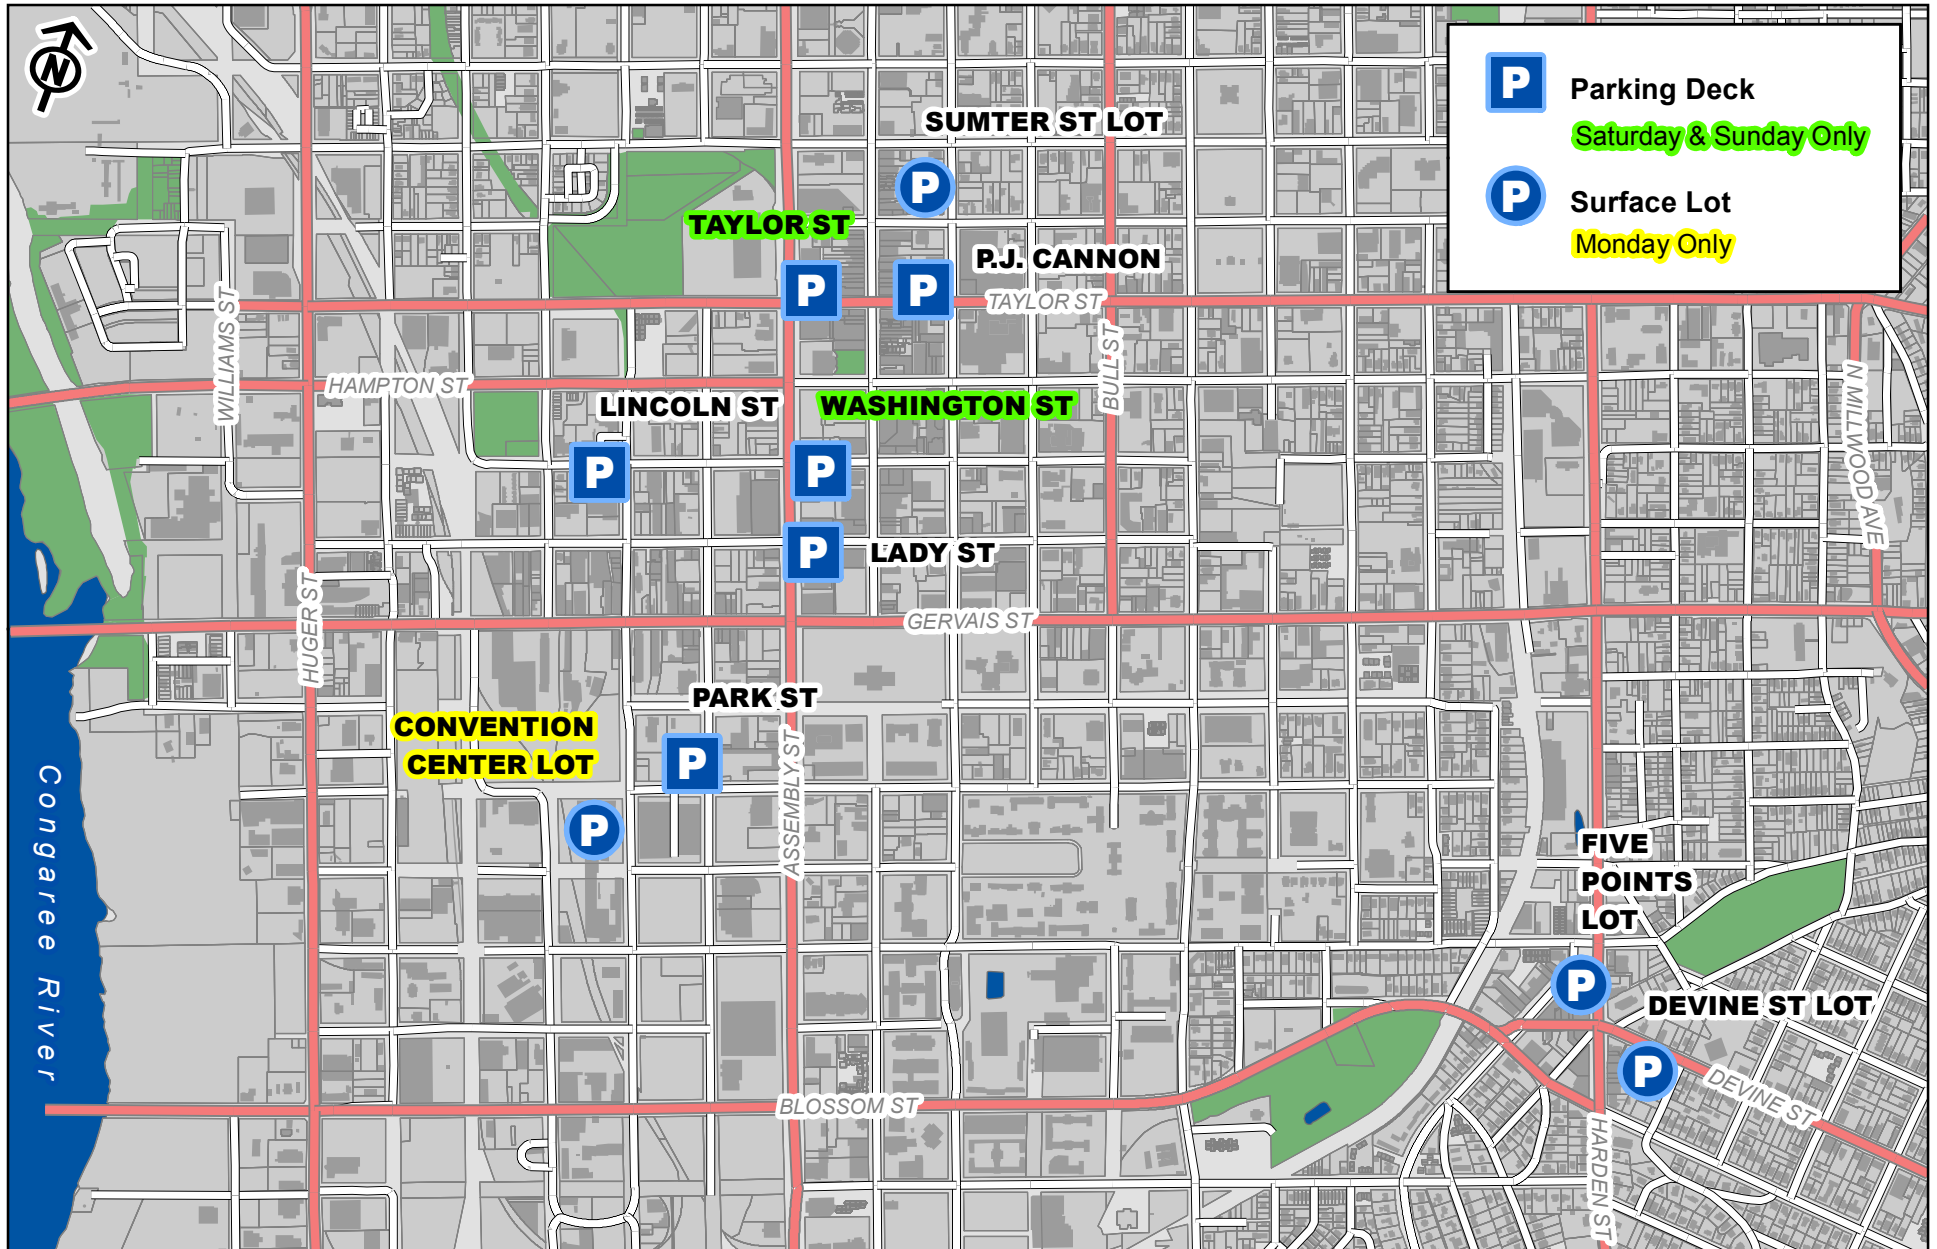 N
P Parking Deck
Saturday & Sunday Only
P Surface Lot
Monday Only
SUMTER ST LOT
P
TAYLOR ST
P
P.J. CANNON
P
TAYLOR ST
WILLIAMS ST
HAMPTON ST
BULL ST
N MILLWOOD AVE
LINCOLN ST
P
WASHINGTON ST
P
P
LADY ST
HUGER ST
GERVAIS ST
PARK ST
P
CONVENTION
CENTER LOT
P
ASSEMBLY ST
Congaree River
FIVE
POINTS
LOT
P
DEVINE ST LOT
P
DEVINE ST
BLOSSOM ST
HARDEN ST